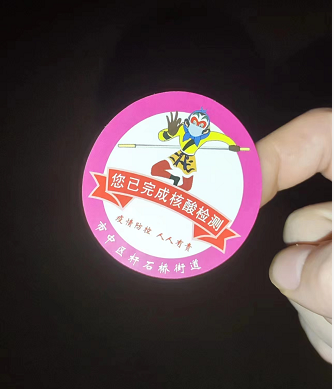 您已完成核酸检测
疫情防控 人人有责
市中区杆石桥街道